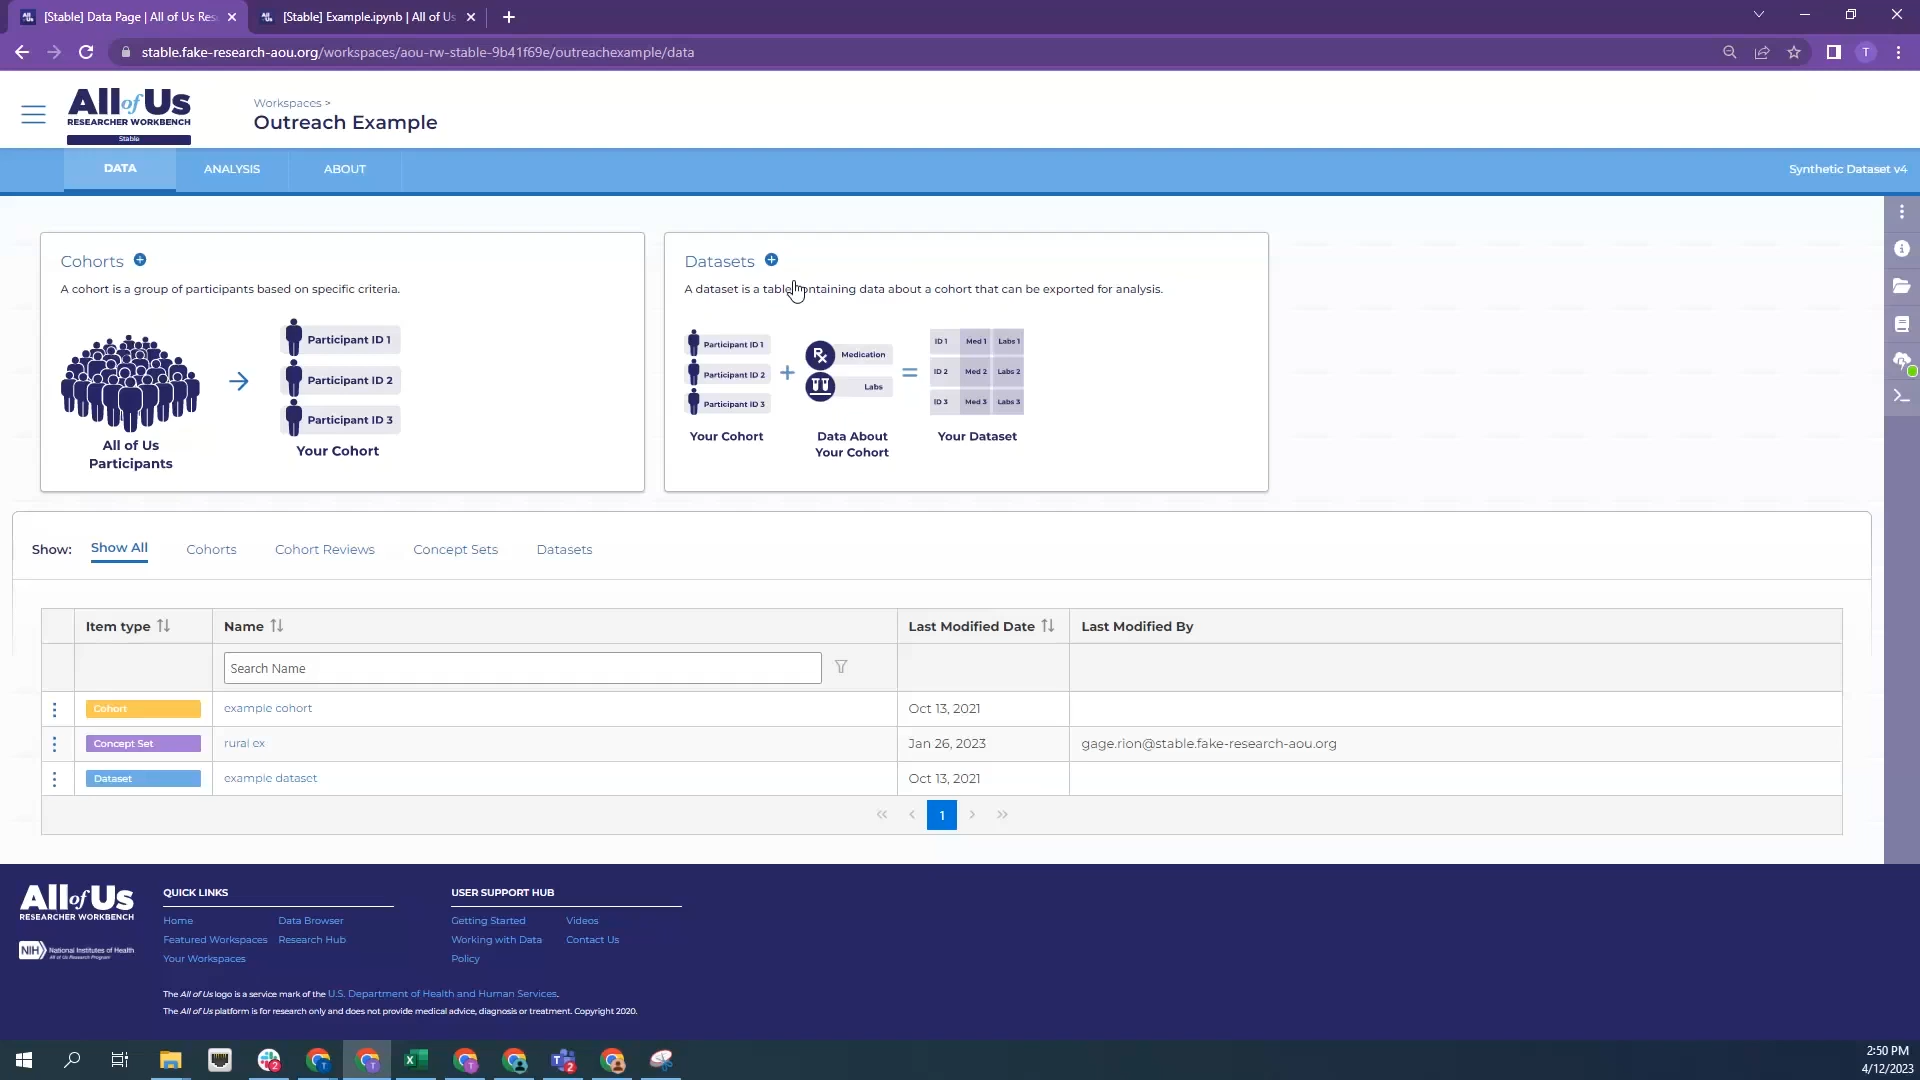 [Stable] Data Page | All of Us Res
[Stable] Example.ipynb | All of Us
stable.fake-research-aou.org/workspaces/aou-rw-stable-9b41f69e/outreachexample/data
T
All of Us
RESEARCHER WORKBENCH
Stable
Workspaces >
Outreach Example
DATA
ANALYSIS
ABOUT
Synthetic Dataset v4
Cohorts
A cohort is a group of participants based on specific criteria.
All of Us
Participants
Participant ID 1
Participant ID 2
Participant ID 3
Your Cohort
Datasets
A dataset is a table containing data about a cohort that can be exported for analysis.
Participant ID 1
Participant ID 2
Participant ID 3
Your Cohort
+
Medication
Labs
Data About
Your Cohort
=
ID 1 Med 1 Labs 1
ID 2 Med 2 Labs 2
ID 3 Med 3 Labs 3
Your Dataset
Show: Show All Cohorts Cohort Reviews Concept Sets Datasets
Item type Name Last Modified Date Last Modified By
Search Name
Cohort example cohort Oct 13, 2021
Concept Set rural ex Jan 26, 2023 gage.rion@stable.fake-research-aou.org
Dataset example dataset Oct 13, 2021
1
All of Us
RESEARCHER WORKBENCH
NIH National Institutes of Health
All of Us Research Program
QUICK LINKS
Home Data Browser
Featured Workspaces Research Hub
Your Workspaces
USER SUPPORT HUB
Getting Started Videos
Working with Data Contact Us
Policy
The All of Us logo is a service mark of the U.S. Department of Health and Human Services.
The All of Us platform is for research only and does not provide medical advice, diagnosis or treatment. Copyright 2020.
2:50 PM
4/12/2023